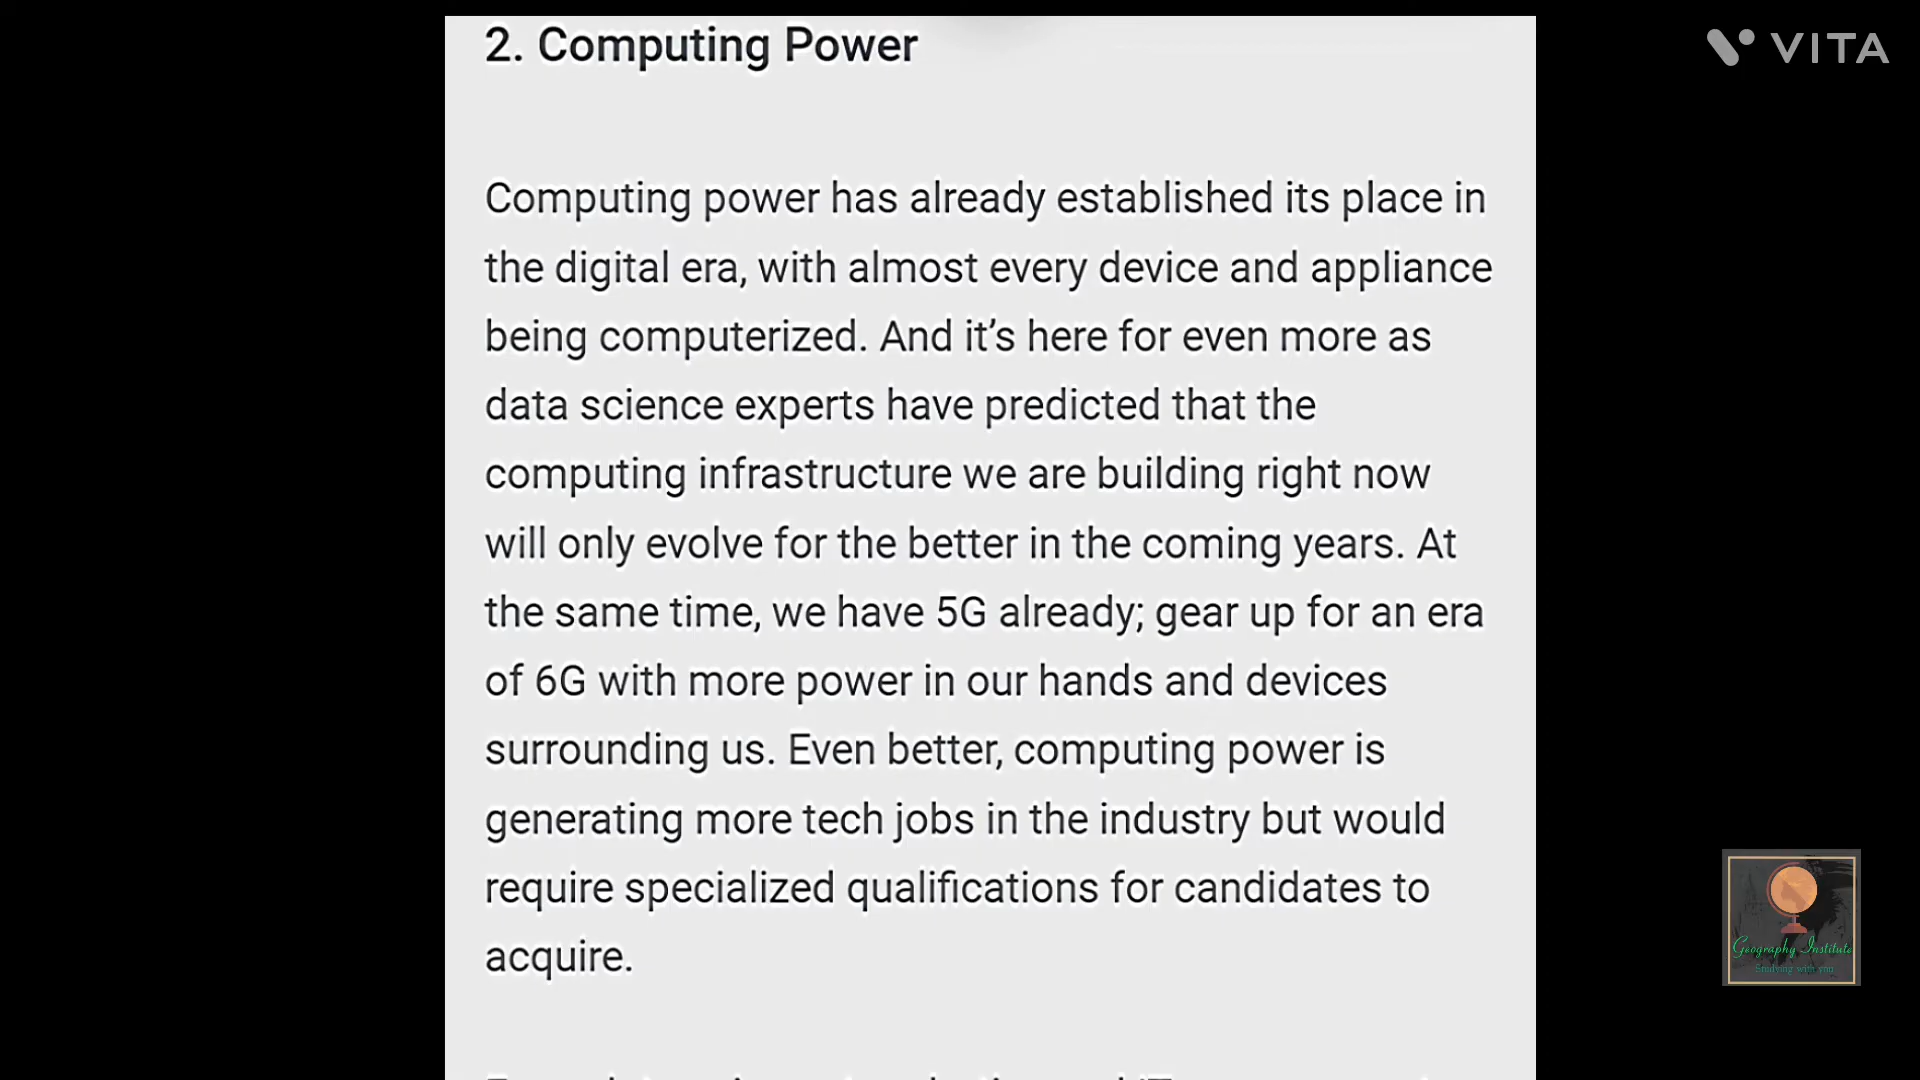 2. Computing Power
VITA
Computing power has already established its place in
the digital era, with almost every device and appliance
being computerized. And it’s here for even more as
data science experts have predicted that the
computing infrastructure we are building right now
will only evolve for the better in the coming years. At
the same time, we have 5G already; gear up for an era
of 6G with more power in our hands and devices
surrounding us. Even better, computing power is
generating more tech jobs in the industry but would
require specialized qualifications for candidates to
acquire.
Geography Institute
Studying with you